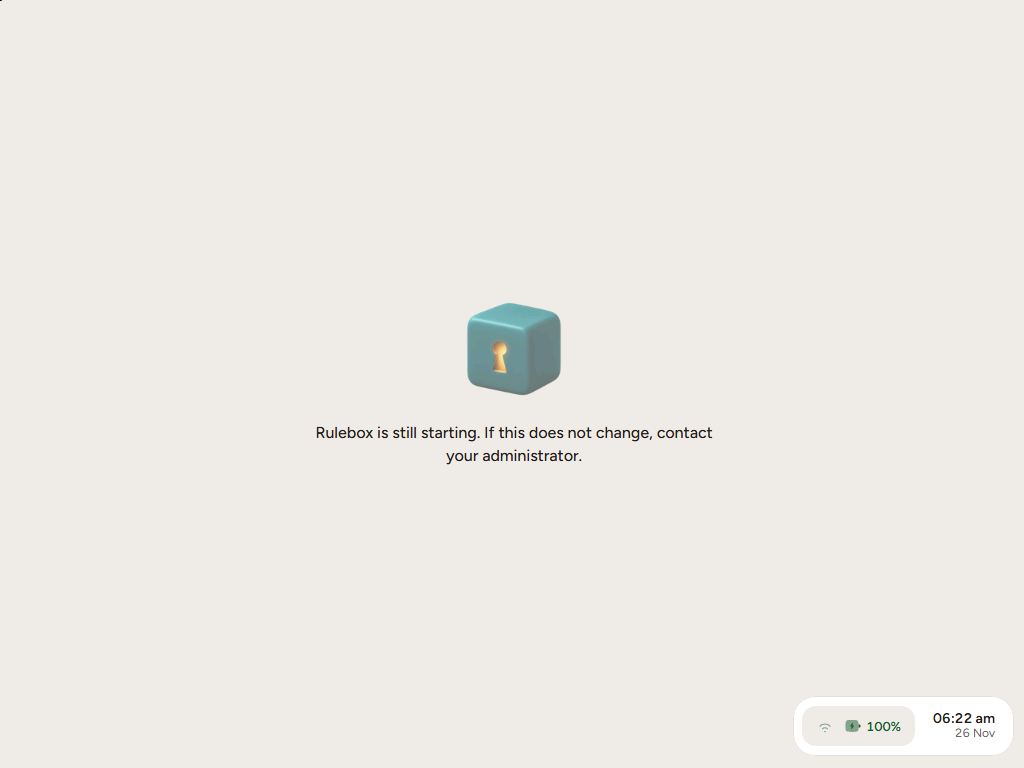 Rulebox is still starting. If this does not change, contact
your administrator.
100%
06:22 am
26 Nov